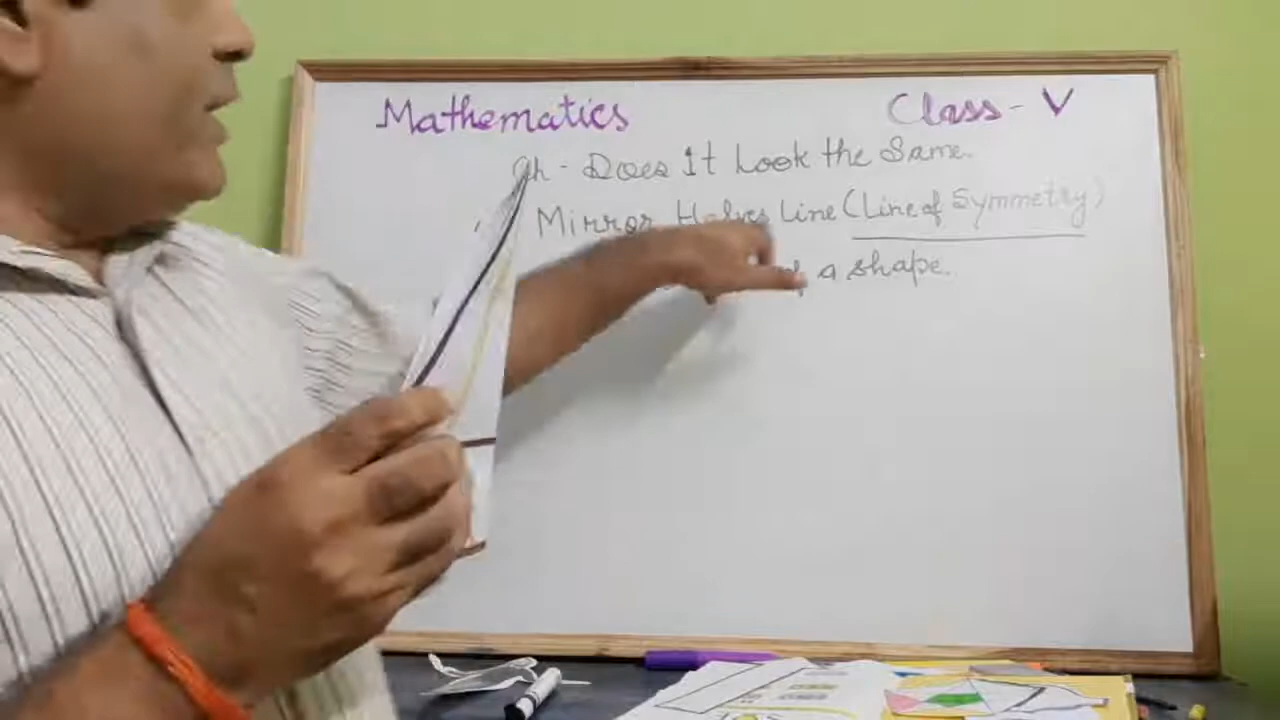 Mathematics Class - V
Ch - Does It Look the Same.
Mirror Halves Line (Line of Symmetry)
a shape.